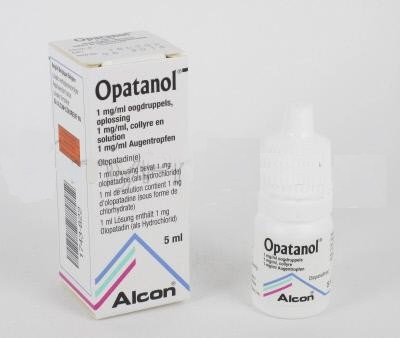 Opatanol®
1 mg/ml oogdruppels,
oplossing
1 mg/ml, collyre en
solution
1 mg/ml Augentropfen
Olopatadin(e)
1 ml oplossing bevat 1 mg
olopatadine (als hydrochloride)
1 ml de solution contient 1 mg
d'olopatadine (sous forme de
chlorhydrate)
1 ml Lösung enthält 1 mg
Olopatadin (als Hydrochlorid)
5 ml
Alcon®
1743-622
Opatanol®
1 mg/ml oogdruppels
1 mg/ml, collyre
1 mg/ml Augentropfen
Alcon®